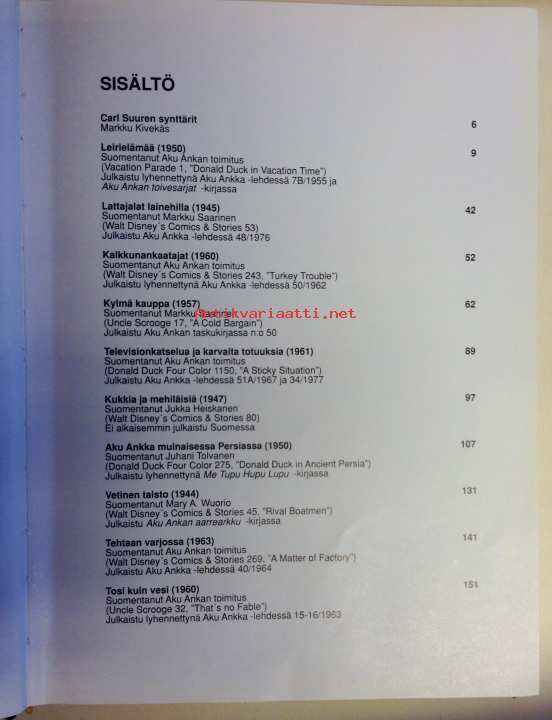 SISÄLTÖ
Carl Suuren synttärit 6
Markku Kivekäs
Leirielämää (1950) 9
Suomentanut Aku Ankan toimitus
(Vacation Parade 1, "Donald Duck in Vacation Time")
Julkaistu lyhennettynä Aku Ankka -lehdessä 7B/1955 ja
Aku Ankan toivesarjat -kirjassa
Lattajalat lainehilla (1945) 42
Suomentanut Markku Saarinen
(Walt Disney´s Comics & Stories 53)
Julkaistu Aku Ankka -lehdessä 48/1976
Kalkkunankaatajat (1960) 52
Suomentanut Aku Ankan toimitus
(Walt Disney´s Comics & Stories 243, "Turkey Trouble")
Julkaistu lyhennettynä Aku Ankka -lehdessä 50/1962
Kylmä kauppa (1957) 62
Suomentanut Markku
antikvariaatti.net
(Uncle Scrooge 17, "A Cold Bargain")
Julkaistu Aku Ankan taskukirjassa n:o 50
Televisionkatselua ja karvaita totuuksia (1961) 89
Suomentanut Aku Ankan toimitus
(Donald Duck Four Color 1150, "A Sticky Situation")
Julkaistu Aku Ankka -lehdessä 51A/1967 ja 34/1977
Kukkia ja mehiläisiä (1947) 97
Suomentanut Jukka Heiskanen
(Walt Disney´s Comics & Stories 80)
Ei aikaisemmin julkaistu Suomessa
Aku Ankka muinaisessa Persiassa (1950) 107
Suomentanut Juhani Tolvanen
(Donald Duck Four Color 275, "Donald Duck in Ancient Persia")
Julkaistu lyhennettynä Me Tupu Hupu Lupu -kirjassa
Vetinen taisto (1944) 131
Suomentanut Mary A. Wuorio
(Walt Disney´s Comics & Stories 45, "Rival Boatmen")
Julkaistu Aku Ankan aarrearkku -kirjassa
Tehtaan varjossa (1963) 141
Suomentanut Aku Ankan toimitus
(Walt Disney´s Comics & Stories 269, "A Matter of Factory")
Julkaistu Aku Ankka -lehdessä 40/1964
Tosi kuin vesi (1960) 151
Suomentanut Aku Ankan toimitus
(Uncle Scrooge 32, "That´s no Fable")
Julkaistu lyhennettynä Aku Ankka -lehdessä 15-16/1963